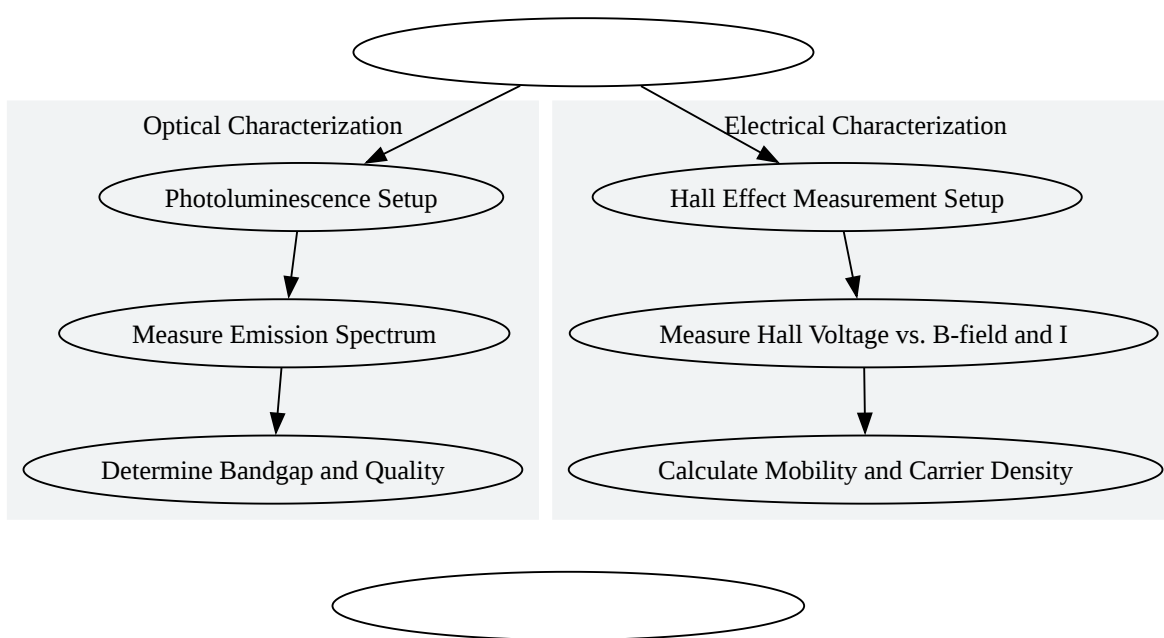 Optical Characterization
Electrical Characterization
Photoluminescence Setup
Hall Effect Measurement Setup
Measure Emission Spectrum
Measure Hall Voltage vs. B-field and I
Determine Bandgap and Quality
Calculate Mobility and Carrier Density